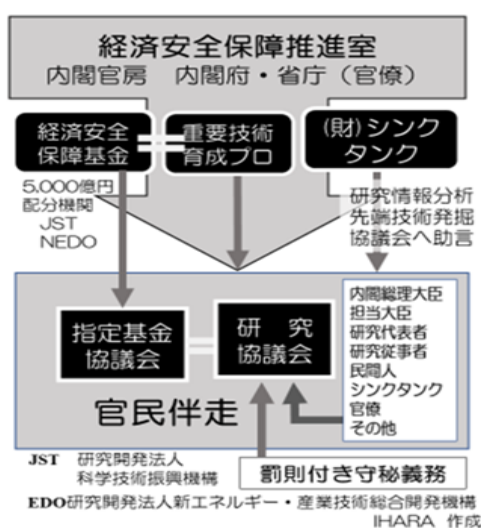 経済安全保障推進室
内閣官房 内閣府・省庁（官僚）
経済安全
保障基金
重要技術
育成プロ
(財)シンク
タンク
5.000億円
配分機関
JST
NEDO
研究情報分析
先端技術発掘
協議会へ助言
指定基金
協議会
研 究
協議会
内閣総理大臣
担当大臣
研究代表者
研究従事者
民間人
シンクタンク
官僚
その他
官民伴走
JST 研究開発法人
科学技術振興機構
罰則付き守秘義務
EDO研究開発法人新エネルギー・産業技術総合開発機構
IHARA 作成